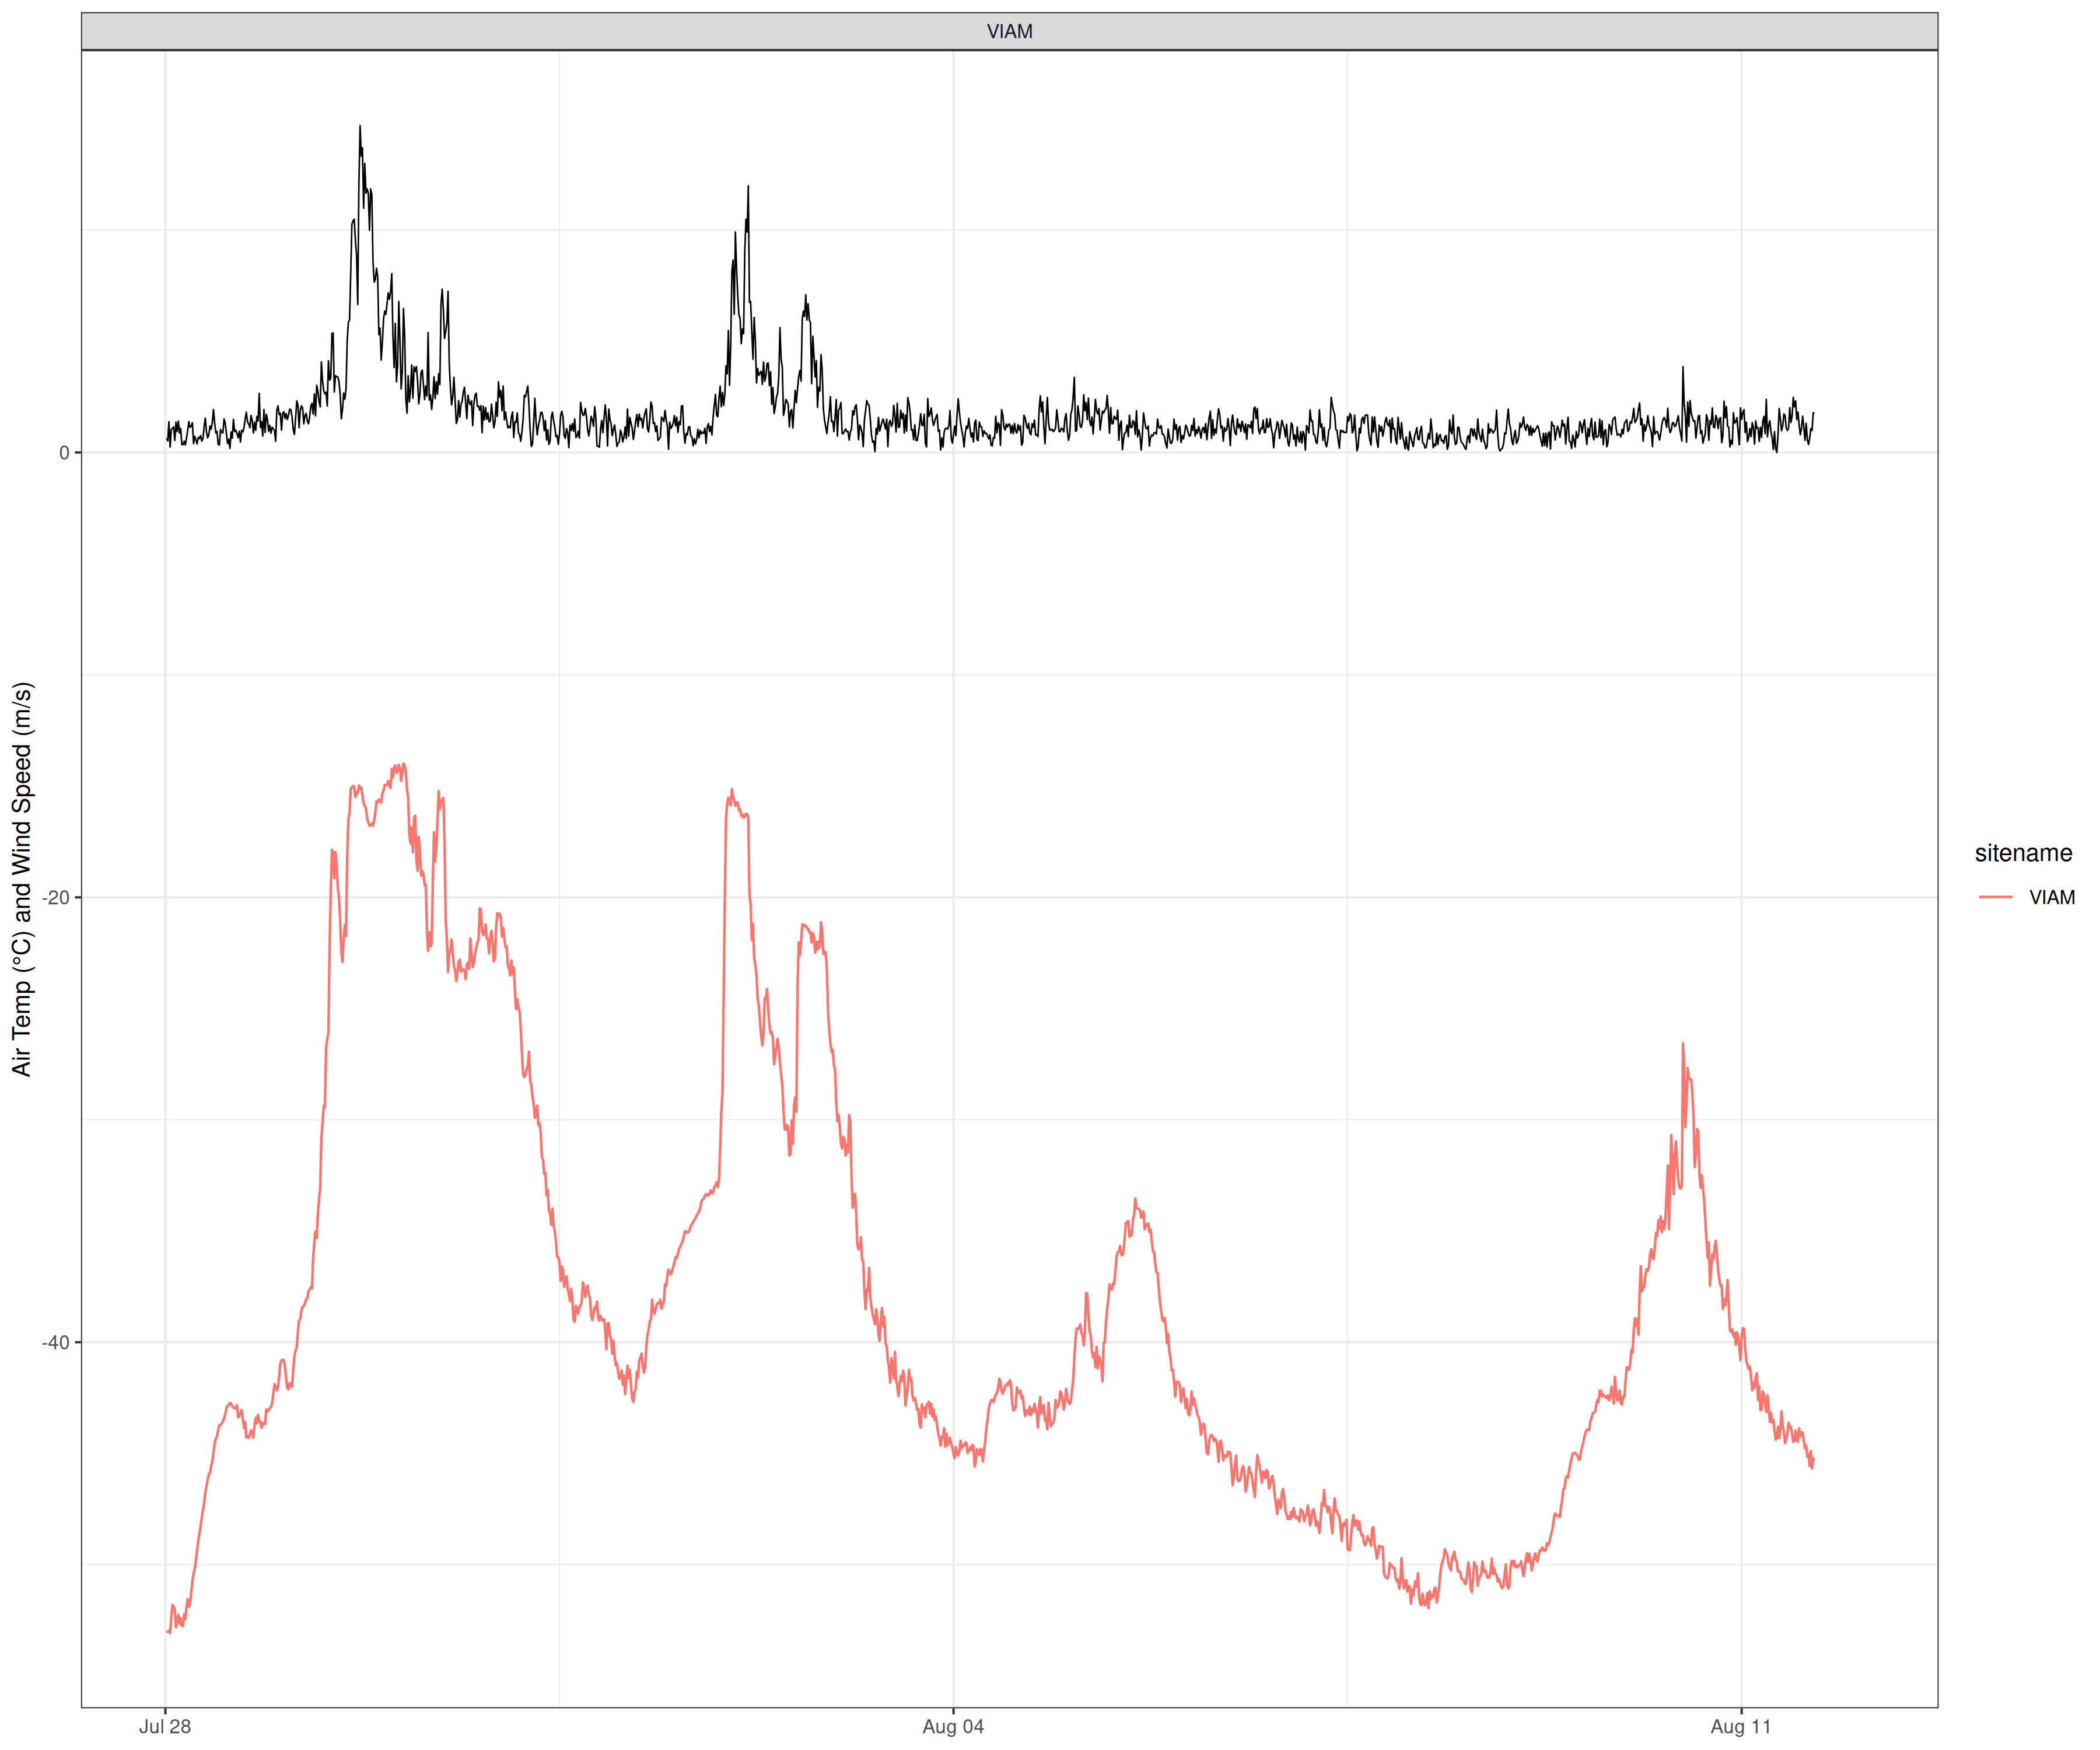 VIAM
0
-20
-40
Air Temp (°C) and Wind Speed (m/s)
Jul 28
Aug 04
Aug 11
sitename
VIAM